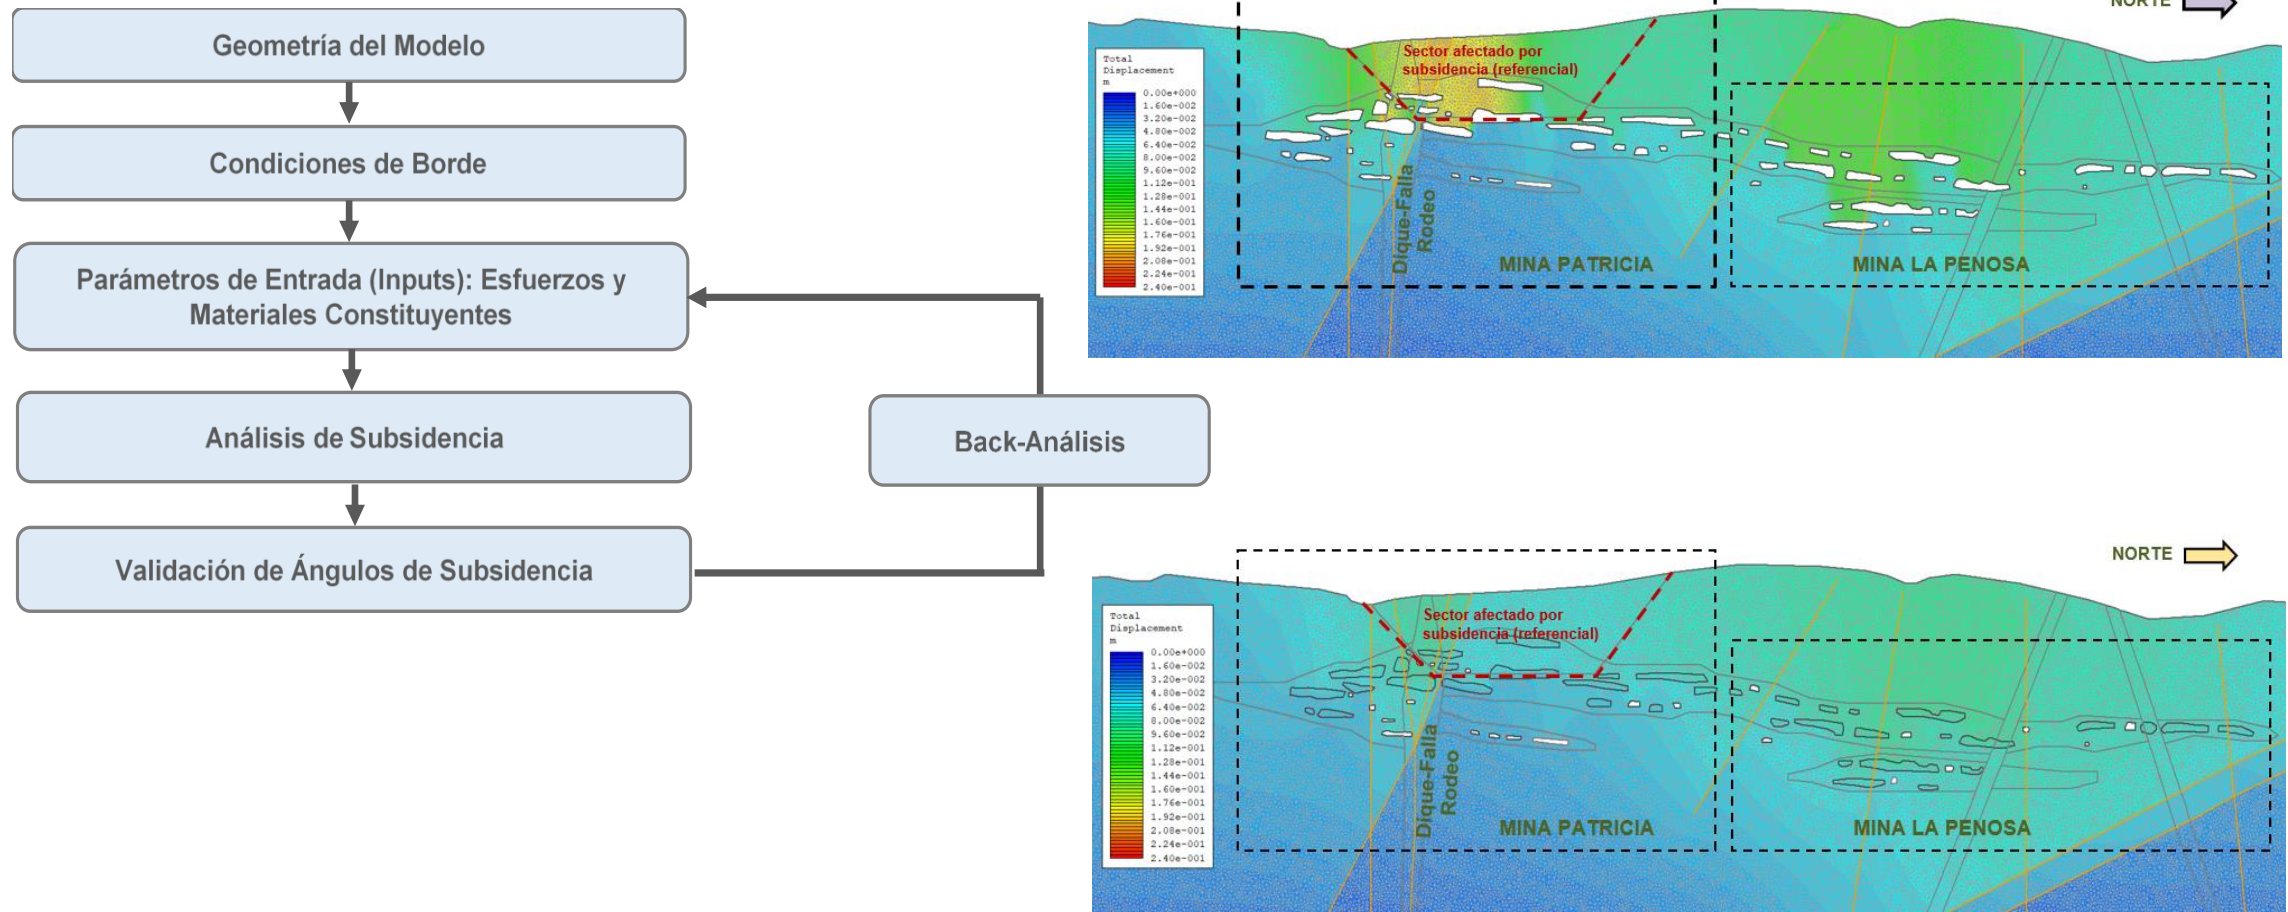 Geometría del Modelo
Condiciones de Borde
Parámetros de Entrada (Inputs): Esfuerzos y
Materiales Constituyentes
Análisis de Subsidencia
Validación de Ángulos de Subsidencia
Back-Análisis
NORTE
Sector afectado por
subsidencia (referencial)
Total
Displacement
m
0.00e+000
1.60e-002
3.20e-002
4.80e-002
6.40e-002
8.00e-002
9.60e-002
1.12e-001
1.28e-001
1.44e-001
1.60e-001
1.76e-001
1.92e-001
2.08e-001
2.24e-001
2.40e-001
Dique-Falla
Rodeo
MINA PATRICIA
MINA LA PENOSA
NORTE
Sector afectado por
subsidencia (referencial)
Total
Displacement
m
0.00e+000
1.60e-002
3.20e-002
4.80e-002
6.40e-002
8.00e-002
9.60e-002
1.12e-001
1.28e-001
1.44e-001
1.60e-001
1.76e-001
1.92e-001
2.08e-001
2.24e-001
2.40e-001
Dique-Falla
Rodeo
MINA PATRICIA
MINA LA PENOSA